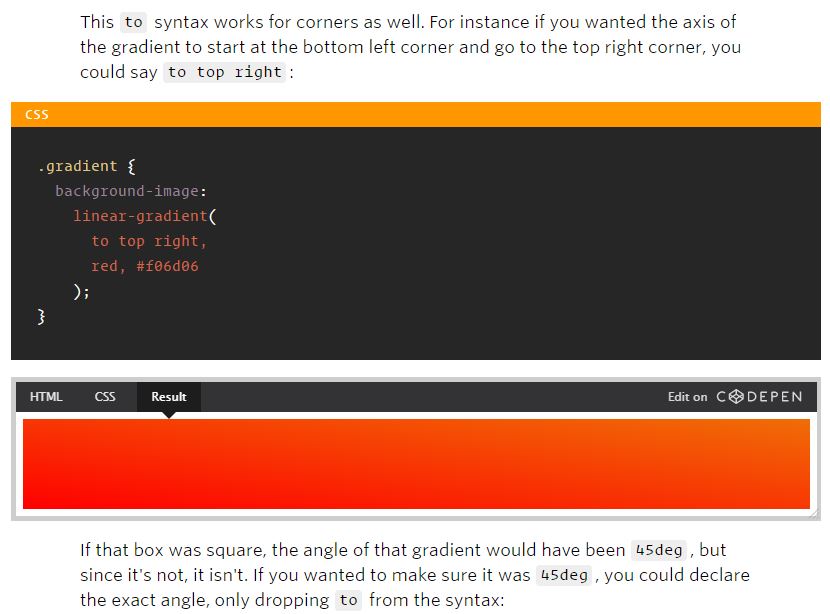 This to syntax works for corners as well. For instance if you wanted the axis of
the gradient to start at the bottom left corner and go to the top right corner, you
could say to top right :
CSS
.gradient {
background-image:
linear-gradient(
to top right,
red, #f06d06
);
}
HTML CSS Result Edit on CODEPEN
If that box was square, the angle of that gradient would have been 45deg , but
since it's not, it isn't. If you wanted to make sure it was 45deg , you could declare
the exact angle, only dropping to from the syntax: